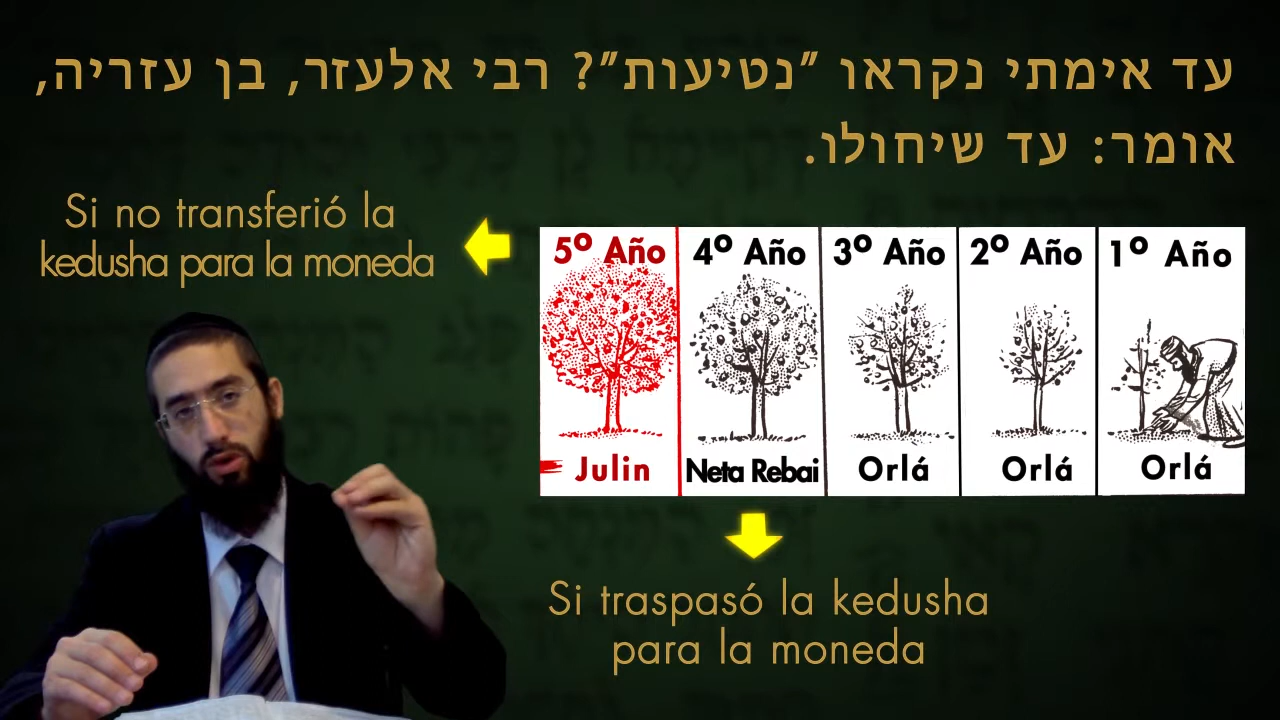 עד אימתי נקראו "נטיעות"? רבי אלעזר, בן עזריה,
אומר: עד שיחולו.
Si no transferió la
kedusha para la moneda
5º Año 4º Año 3º Año 2º Año 1º Año
Julin Neta Rebai Orlá Orlá Orlá
Si traspasó la kedusha
para la moneda